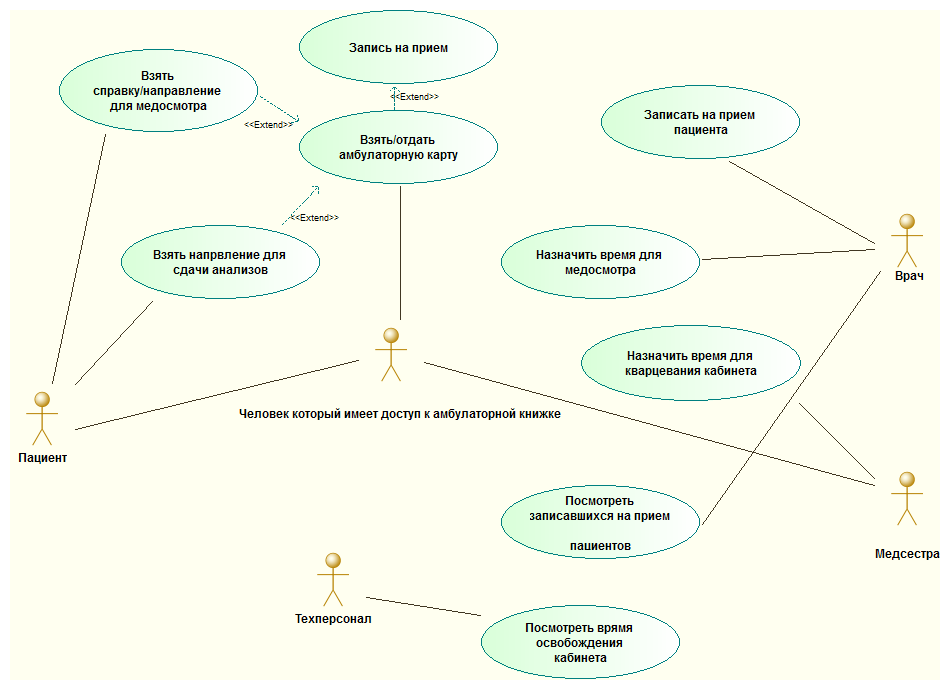 Запись на прием
Взять
справку/направление
для медосмотра
<<Extend>>
<<Extend>>
Взять/отдать
амбулаторную карту
Записать на прием
пациента
<<Extend>>
Взять напрвление для
сдачи анализов
Назначить время для
медосмотра
Врач
Назначить время для
кварцевания кабинета
Человек который имеет доступ к амбулаторной книжке
Пациент
Посмотреть
записавшихся на прием
пациентов
Медсестра
Техперсонал
Посмотреть врямя
освобождения
кабинета